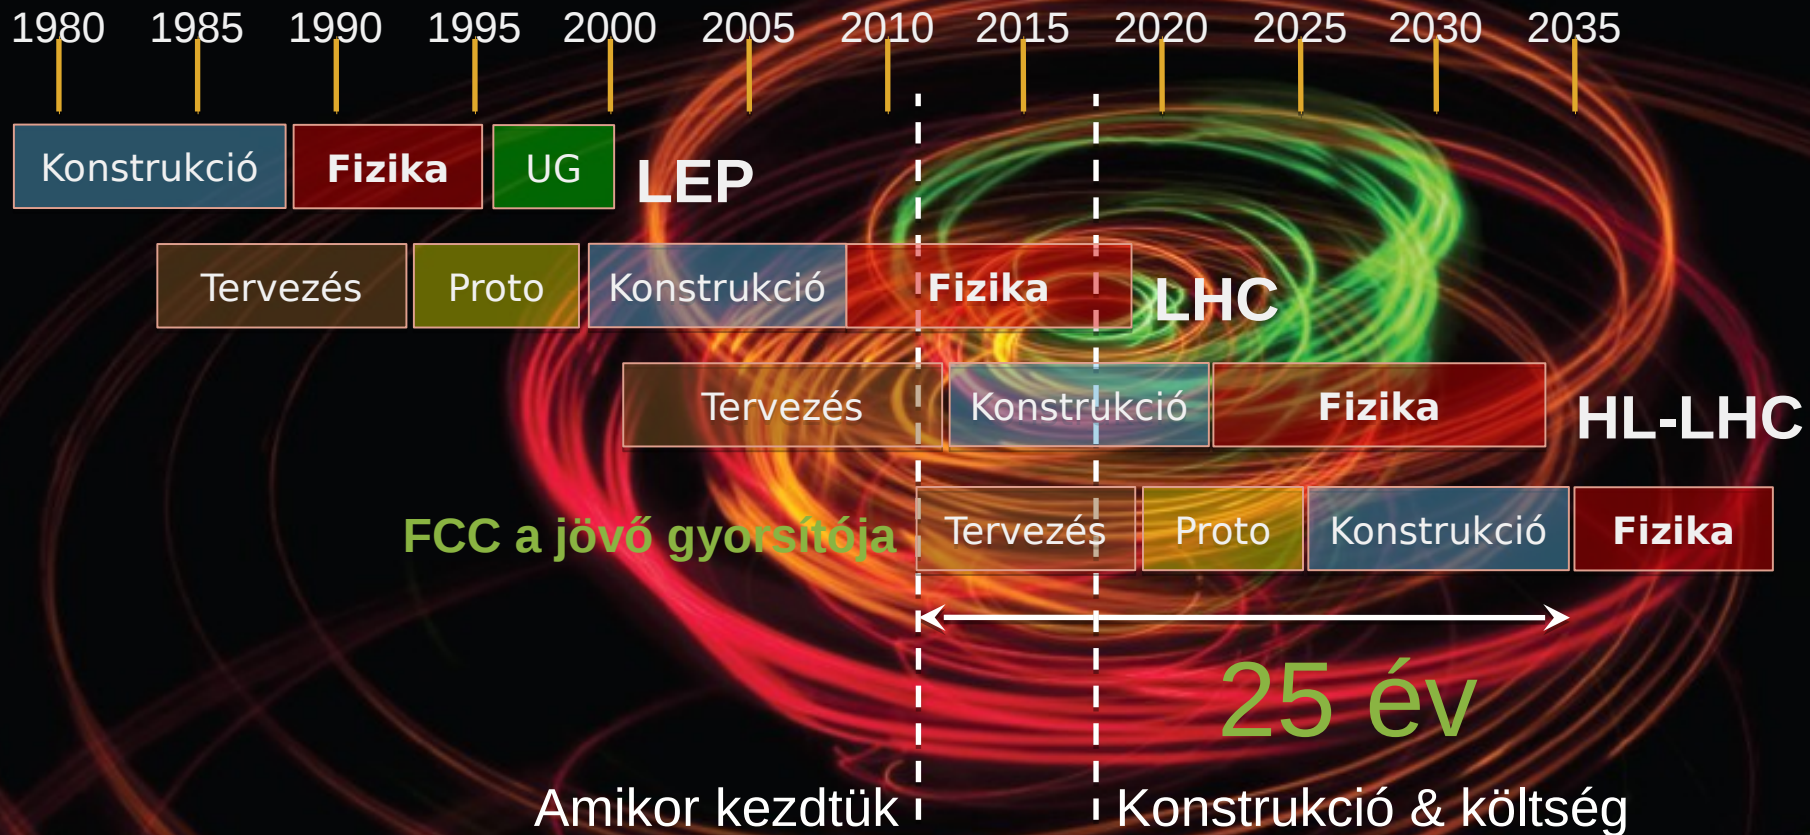 1980 1985 1990 1995 2000 2005 2010 2015 2020 2025 2030 2035
Konstrukció Fizika UG LEP
Tervezés Proto Konstrukció Fizika LHC
Tervezés Konstrukció Fizika HL-LHC
FCC a jövő gyorsítója Tervezés Proto Konstrukció Fizika
25 év
Amikor kezdtük Konstrukció & költség